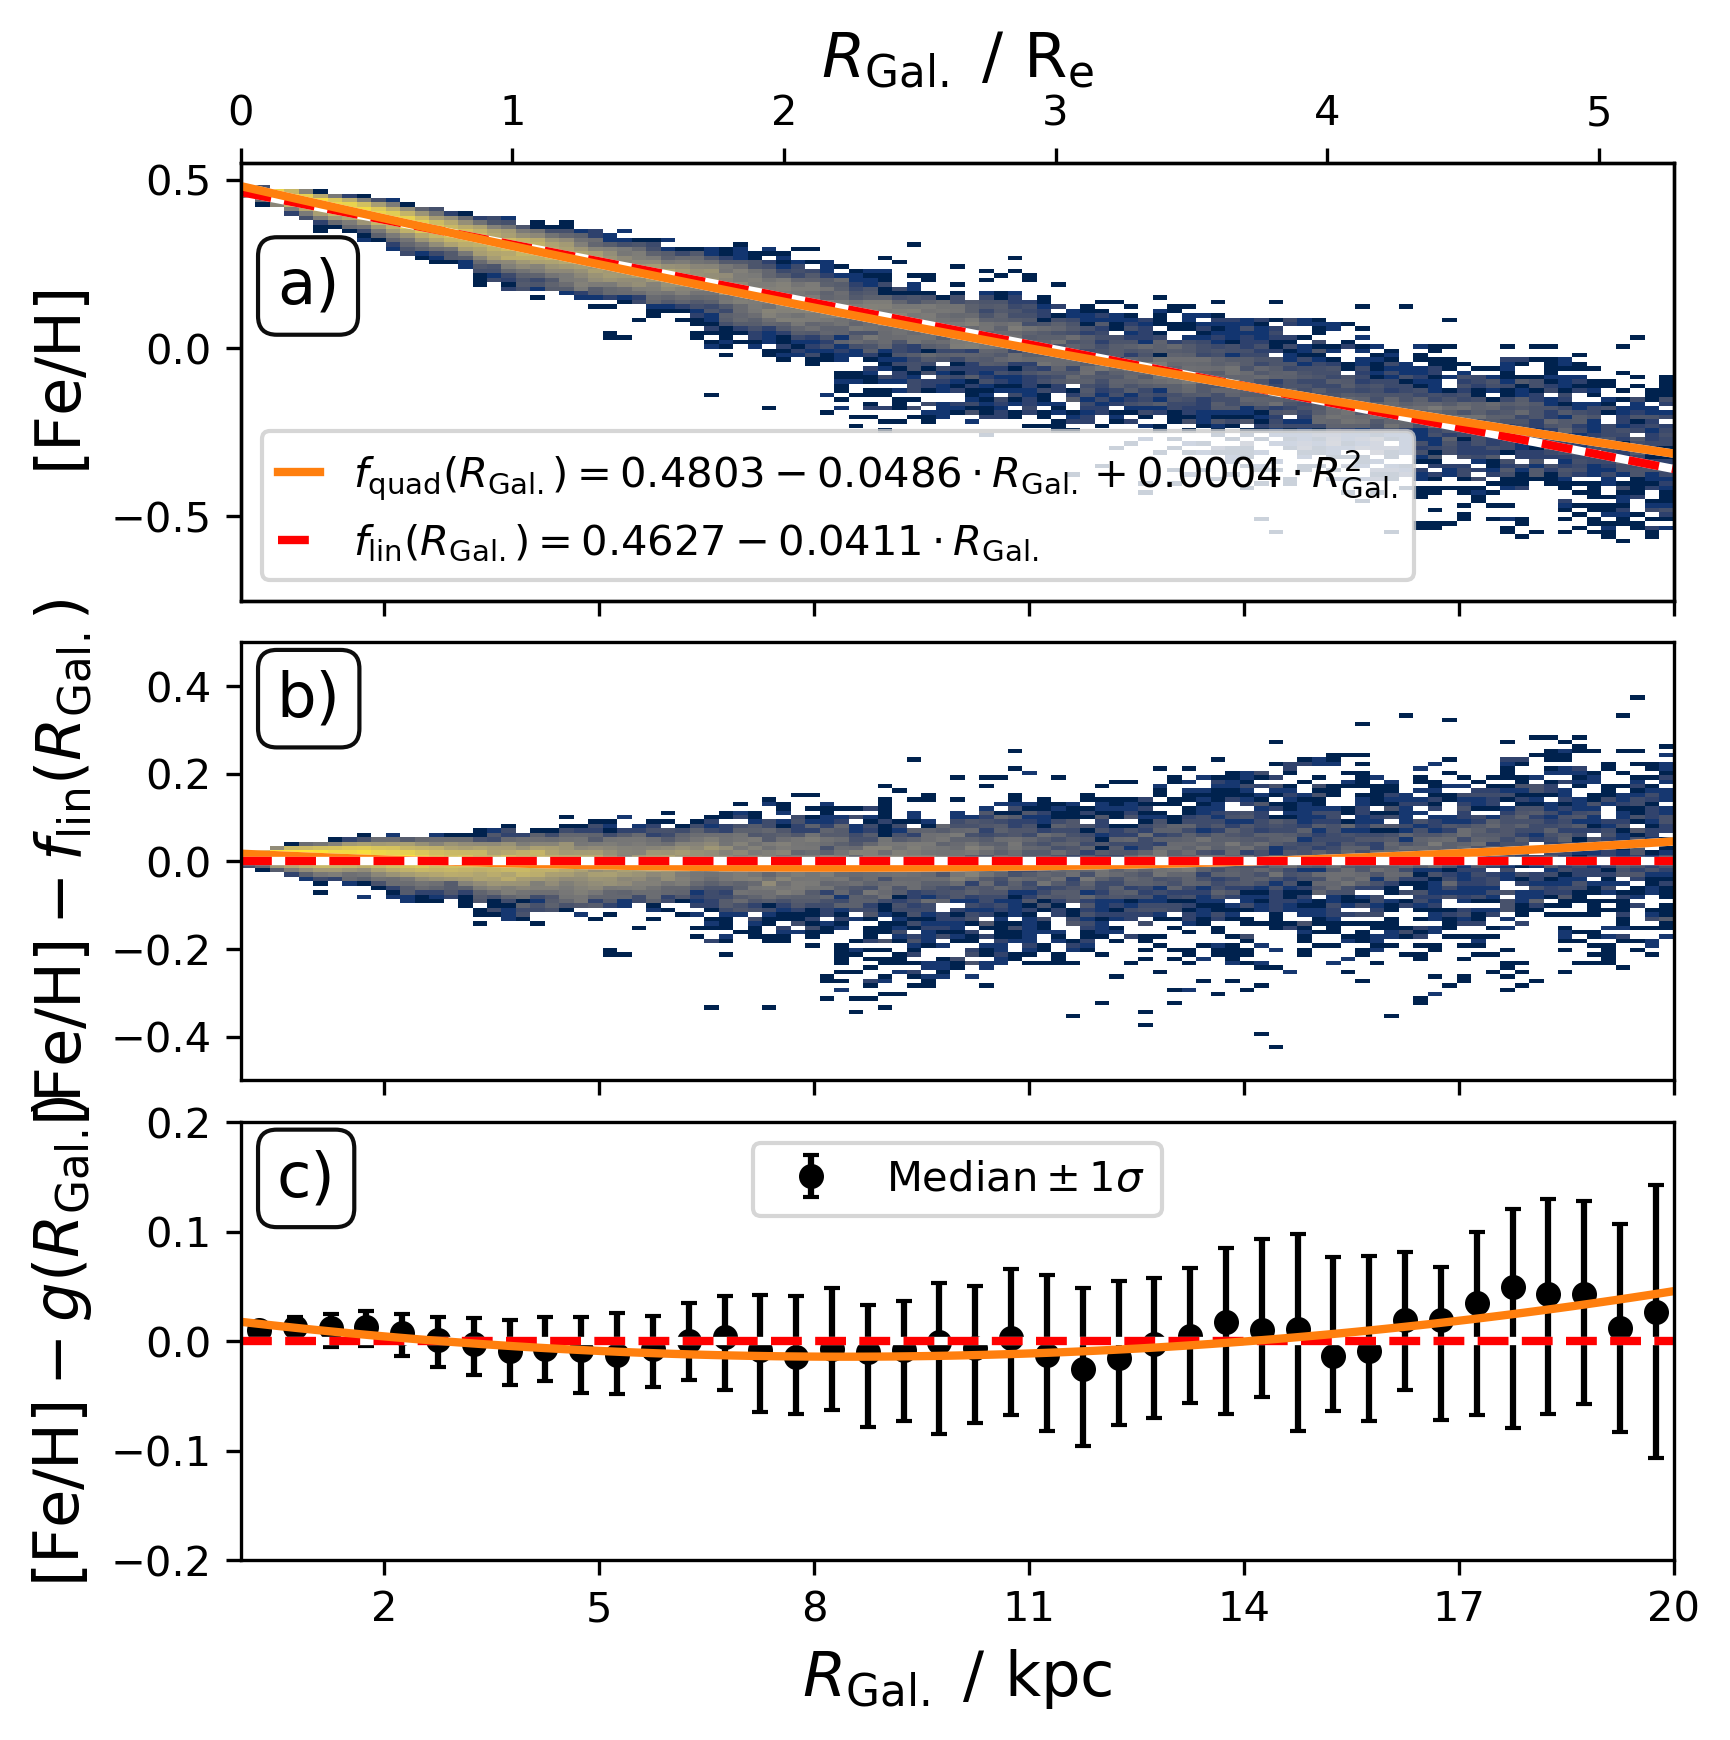 R_Gal. / R_e
0 1 2 3 4 5
[Fe/H]
0.5
0.0
−0.5
a)
f_quad(R_Gal.) = 0.4803 − 0.0486 · R_Gal. + 0.0004 · R²_Gal.
f_lin(R_Gal.) = 0.4627 − 0.0411 · R_Gal.
[Fe/H] − f_lin(R_Gal.)
0.4
0.2
0.0
−0.2
−0.4
b)
[Fe/H] − g(R_Gal.)
0.2
0.1
0.0
−0.1
−0.2
c)
Median ± 1σ
2 5 8 11 14 17 20
R_Gal. / kpc